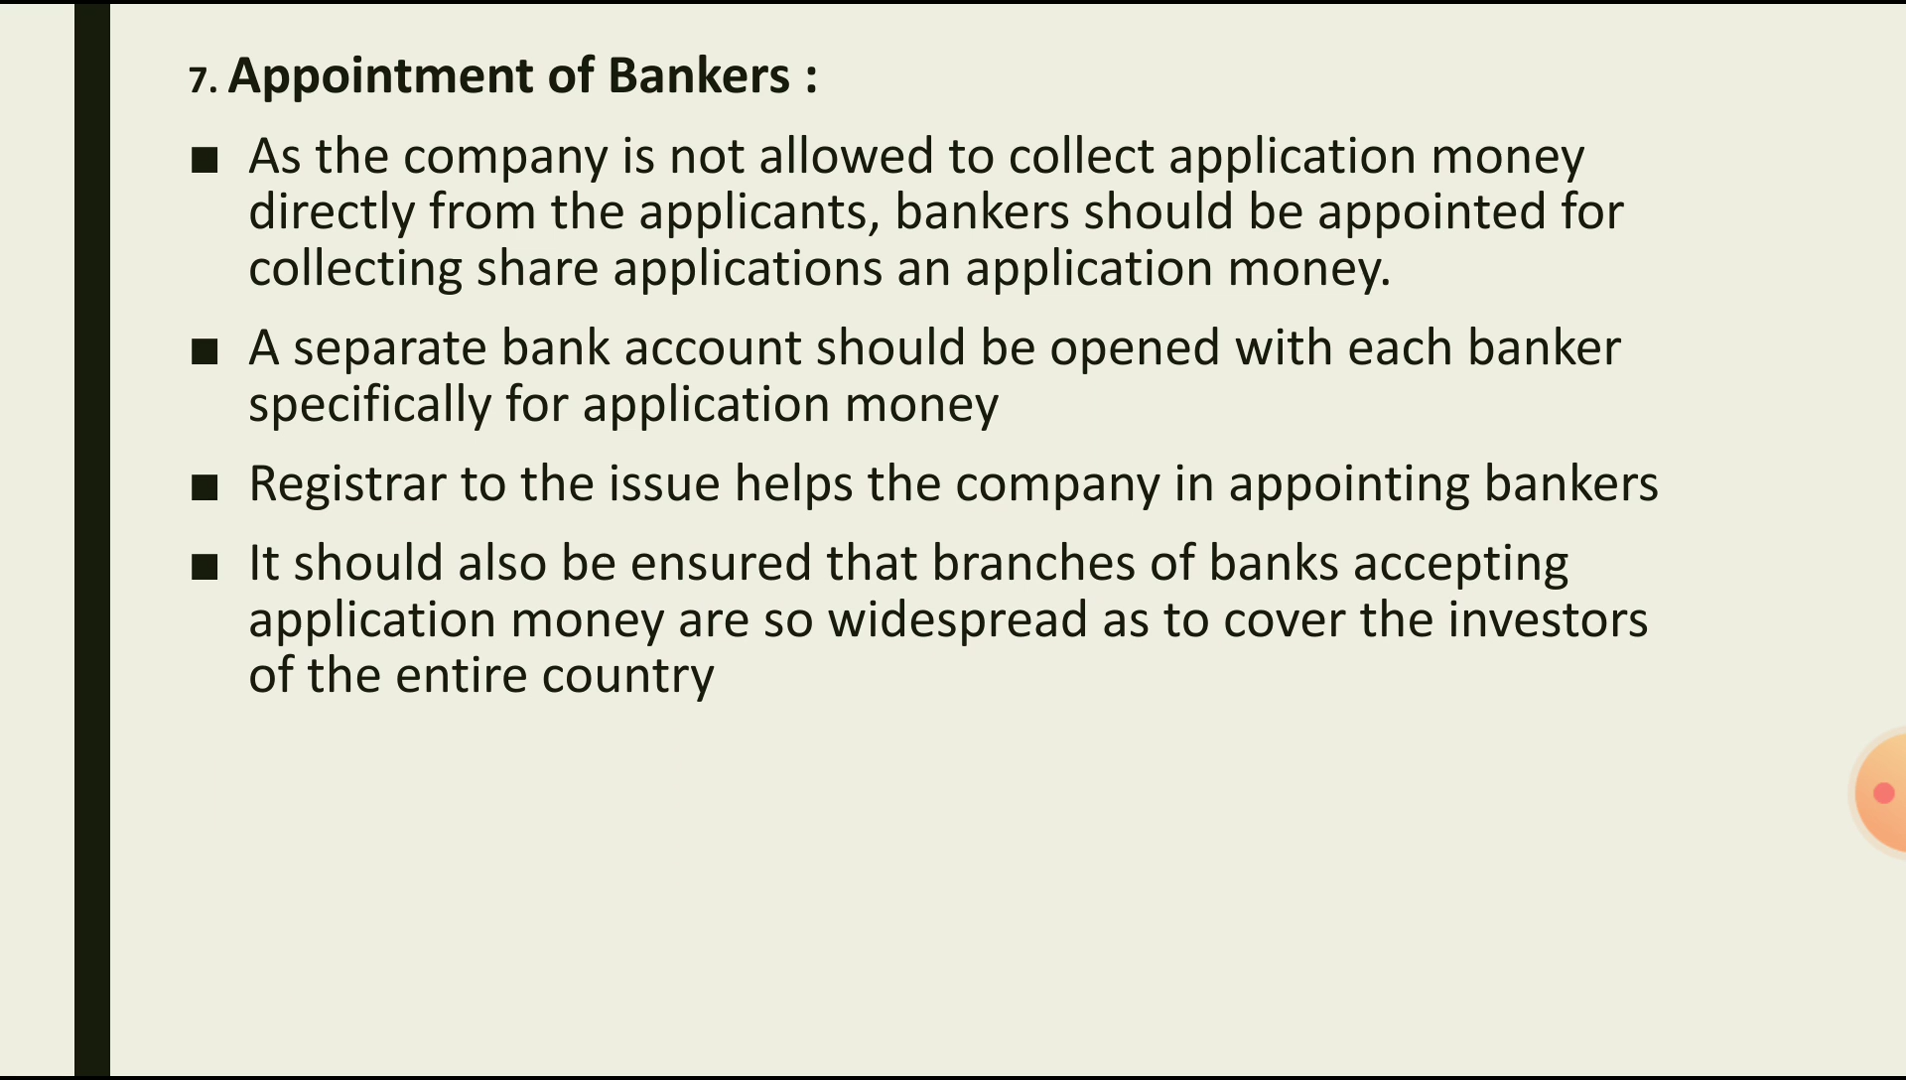 7. Appointment of Bankers :
■ As the company is not allowed to collect application money
directly from the applicants, bankers should be appointed for
collecting share applications an application money.
■ A separate bank account should be opened with each banker
specifically for application money
■ Registrar to the issue helps the company in appointing bankers
■ It should also be ensured that branches of banks accepting
application money are so widespread as to cover the investors
of the entire country